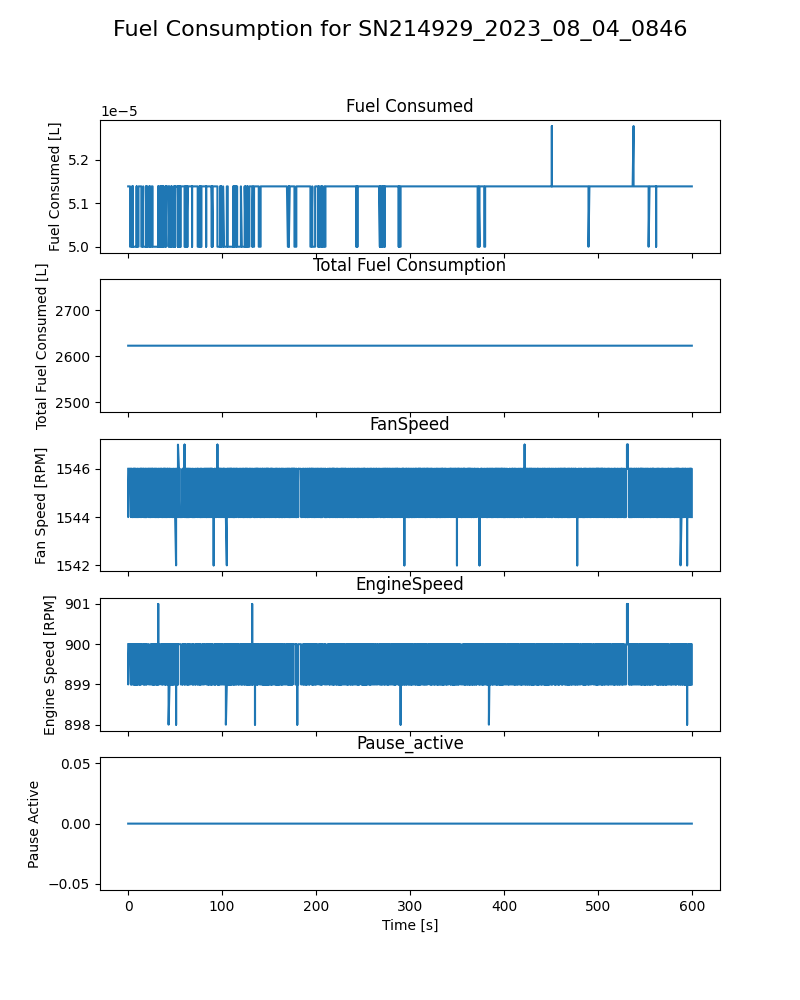 Fuel Consumption for SN214929_2023_08_04_0846
Fuel Consumed
1e−5
Fuel Consumed [L]
5.2
5.1
5.0
Total Fuel Consumption
Total Fuel Consumed [L]
2700
2600
2500
FanSpeed
Fan Speed [RPM]
1546
1544
1542
EngineSpeed
Engine Speed [RPM]
901
900
899
898
Pause_active
Pause Active
0.05
0.00
−0.05
0 100 200 300 400 500 600
Time [s]